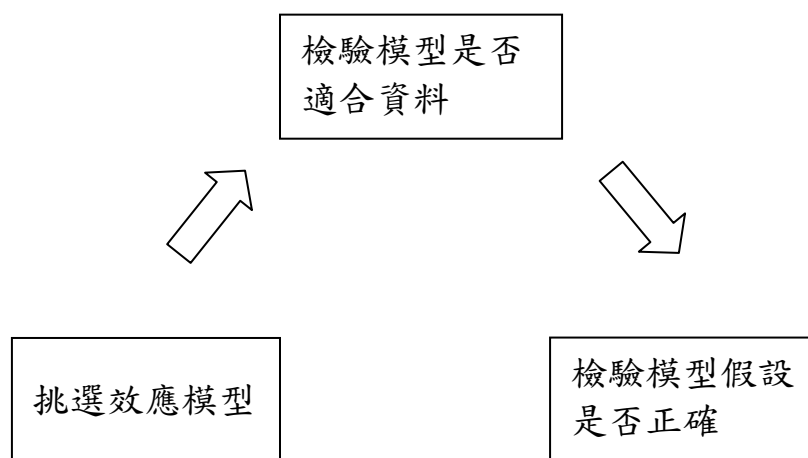 檢驗模型是否
適合資料
挑選效應模型
檢驗模型假設
是否正確